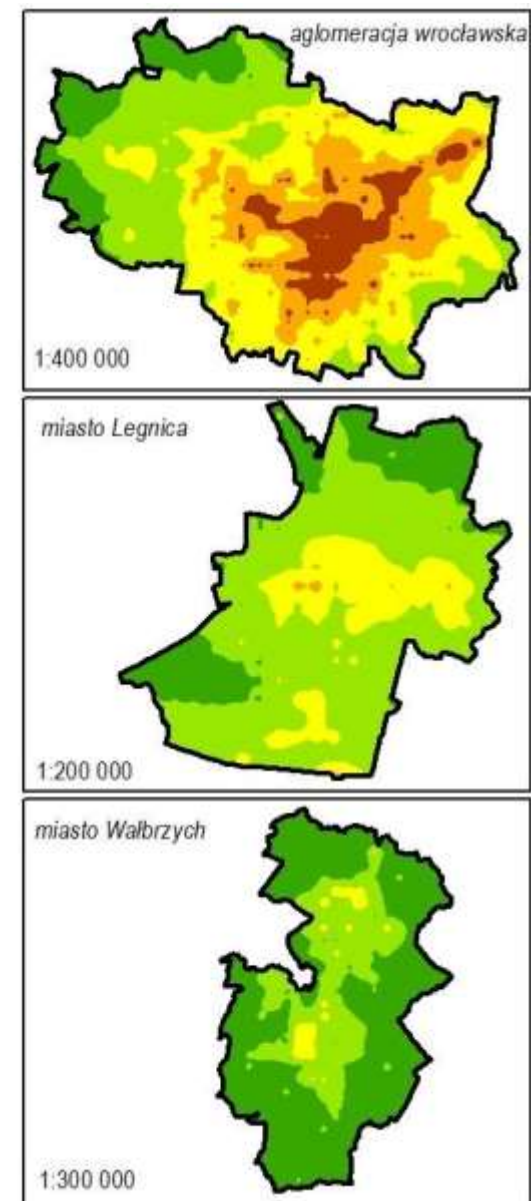 aglomeracja wrocławska
1:400 000
miasto Legnica
1:200 000
miasto Wałbrzych
1:300 000